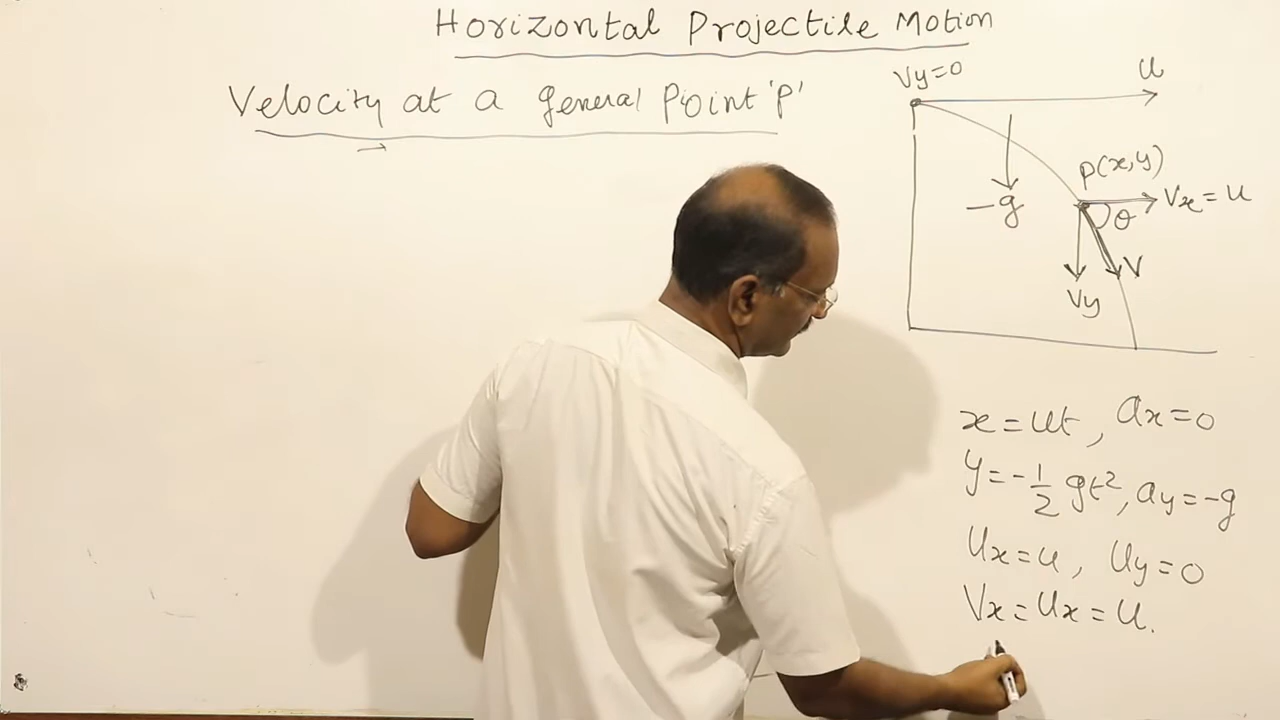 Horizontal Projectile Motion
Velocity at a general Point 'P'
Vy=0
u
P(x,y)
-g
Vx=u
θ
V
Vy
x=ut, ax=0
y=-1/2 gt², ay=-g
Ux=u, Uy=0
Vx=Ux=U.